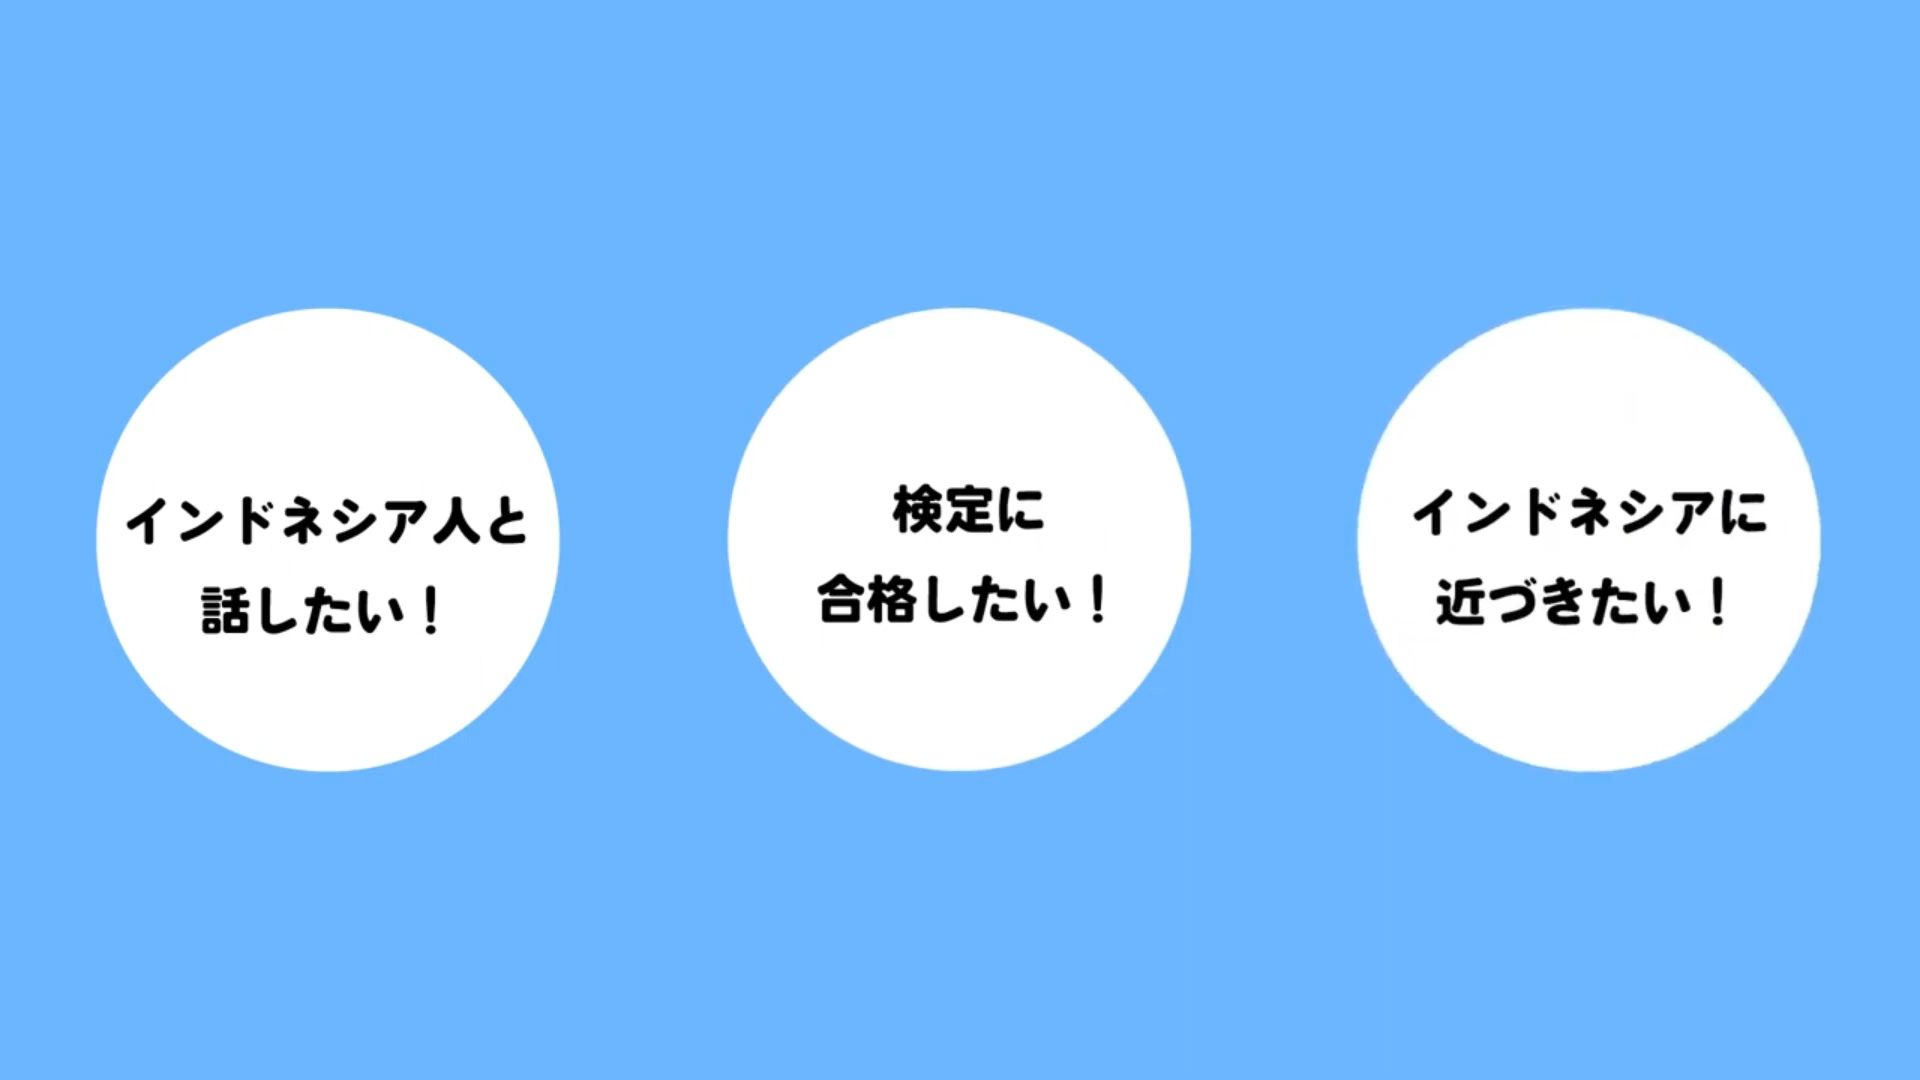 インドネシア人と
話したい！
検定に
合格したい！
インドネシアに
近づきたい！